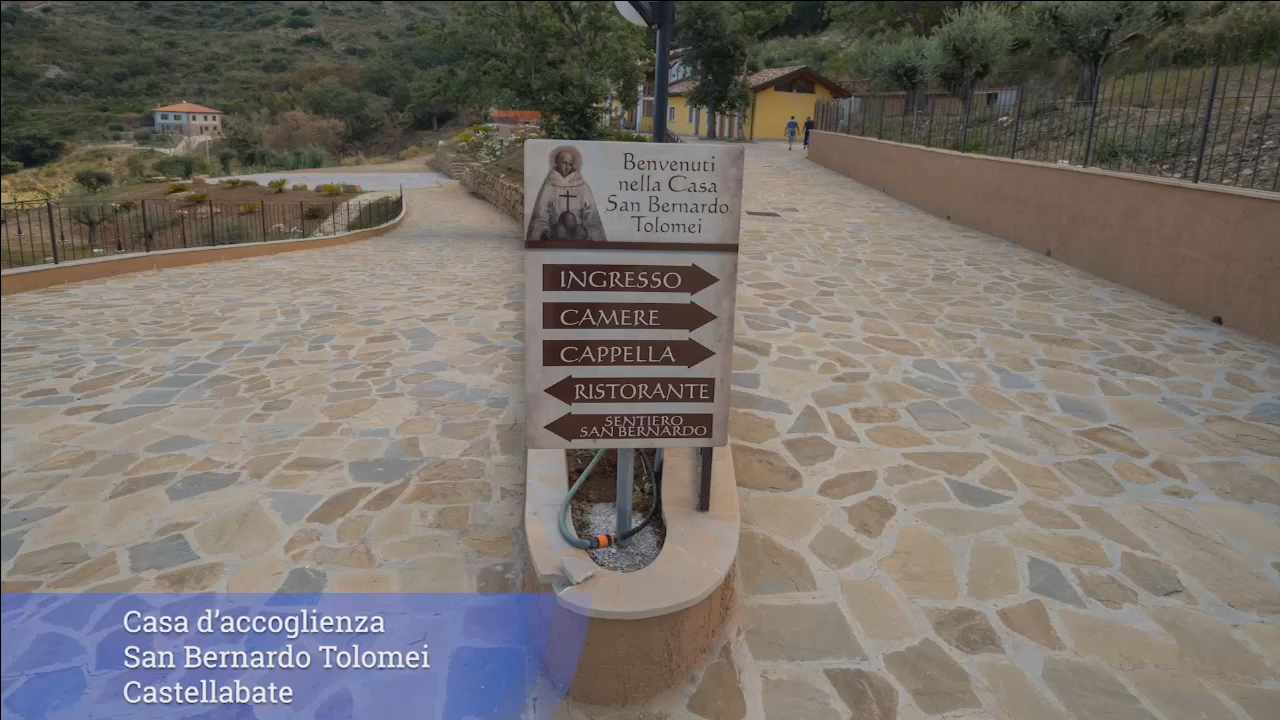 Benvenuti
nella Casa
San Bernardo
Tolomei
INGRESSO
CAMERE
CAPPELLA
RISTORANTE
SENTIERO
SAN BERNARDO
Casa d’accoglienza
San Bernardo Tolomei
Castellabate